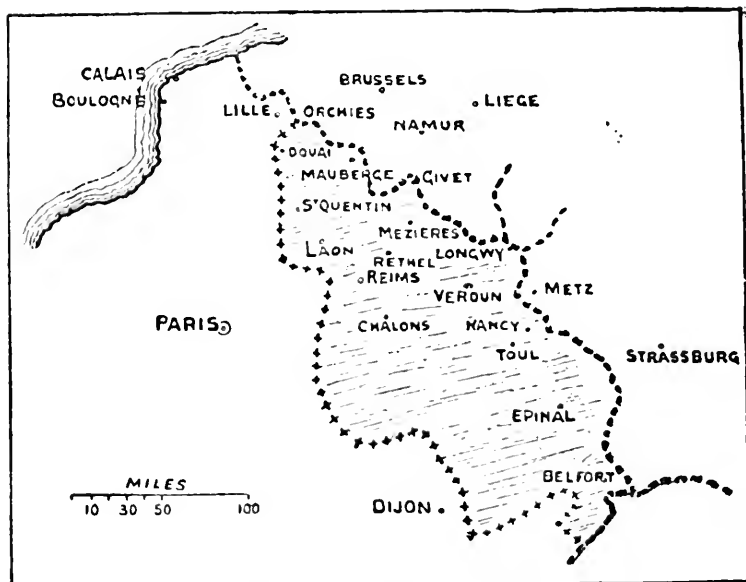 CALAIS
BOULOGNE
BRUSSELS
LIEGE
LILLE
ORCHIES
NAMUR
DOUAI
MAUBERGE
GIVET
ST QUENTIN
MEZIERES
LAON
RETHEL
LONGWY
REIMS
VERDUN
METZ
PARIS
CHÂLONS
NANCY
TOUL
STRASSBURG
EPINAL
BELFORT
MILES
10 30 50 100
DIJON